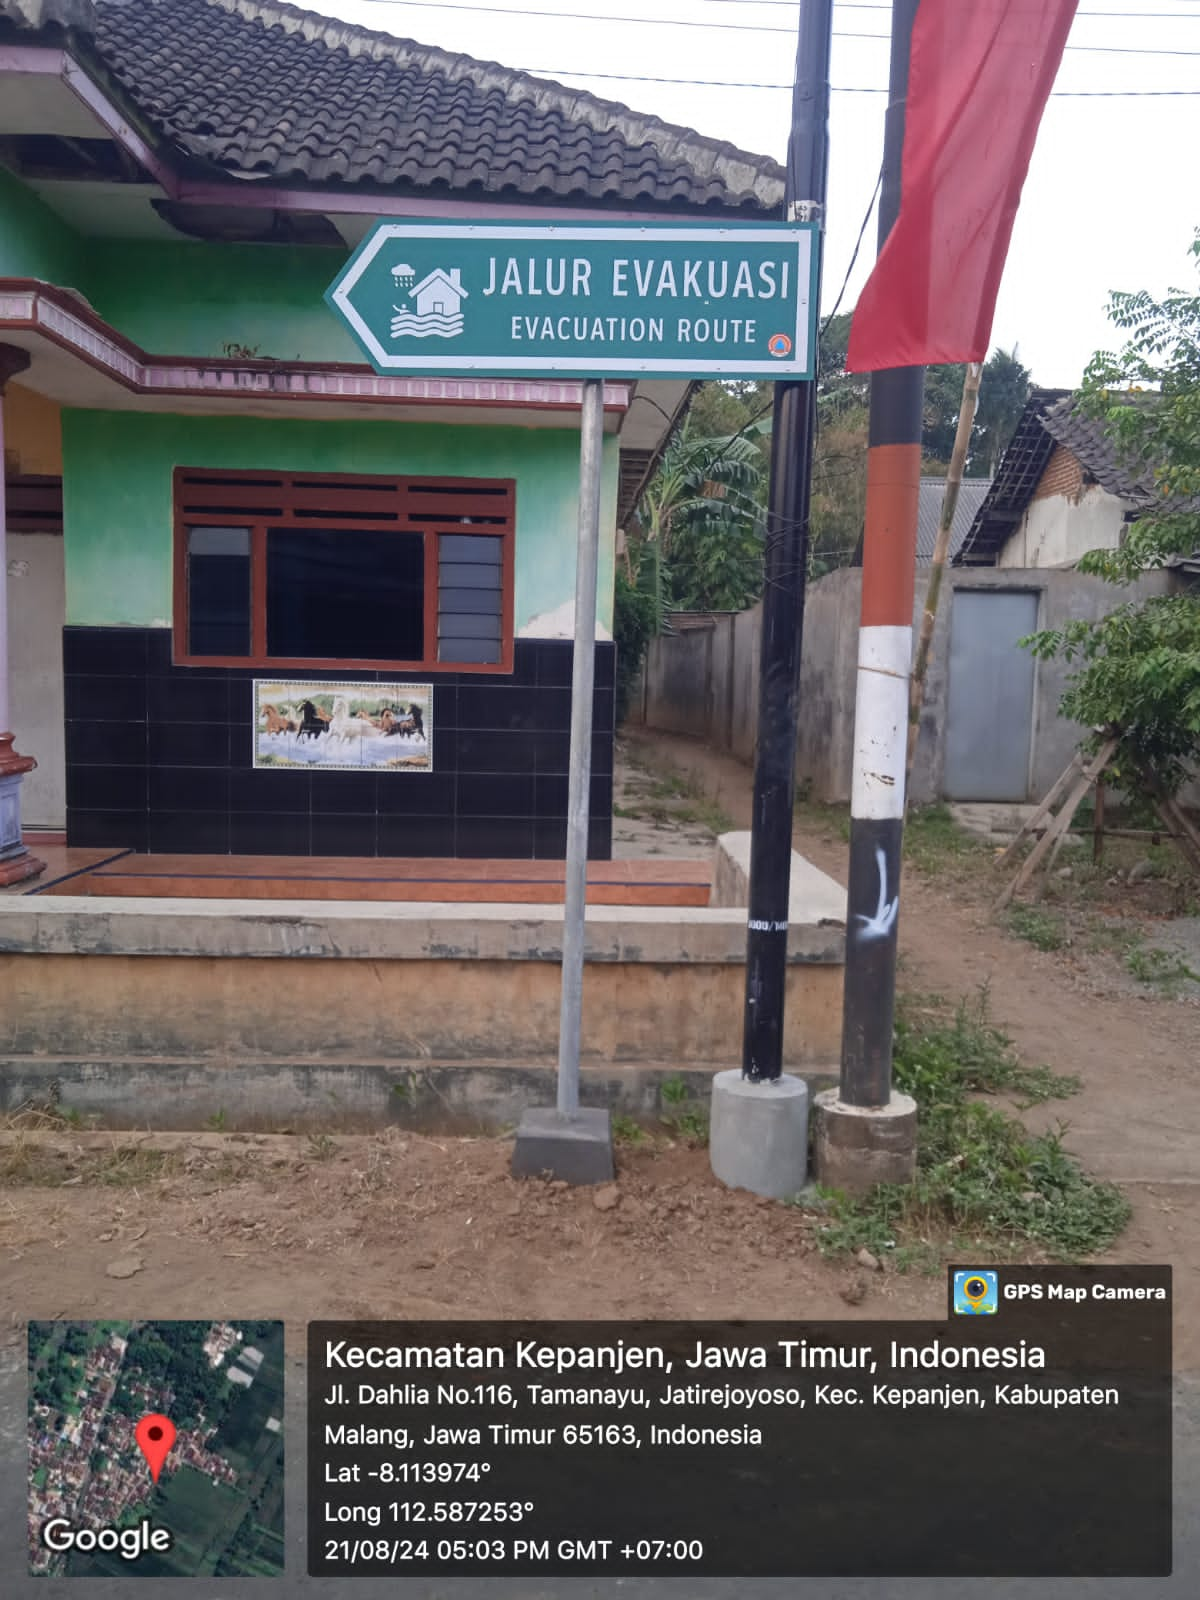 JALUR EVAKUASI
EVACUATION ROUTE
GPS Map Camera
Kecamatan Kepanjen, Jawa Timur, Indonesia
Jl. Dahlia No.116, Tamanayu, Jatirejoyoso, Kec. Kepanjen, Kabupaten
Malang, Jawa Timur 65163, Indonesia
Lat -8.113974°
Long 112.587253°
21/08/24 05:03 PM GMT +07:00
Google